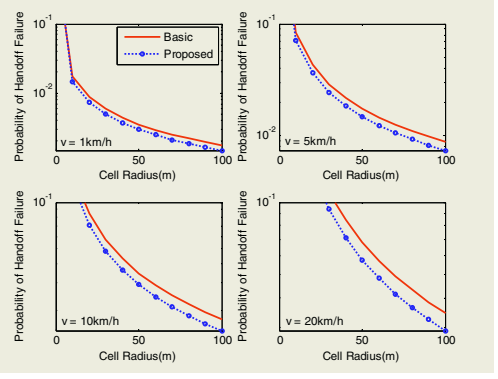 10^-1
10^-2
Probability of Handoff Failure
Basic
Proposed
v = 1km/h
0 50 100
Cell Radius(m)
10^-1
10^-2
Probability of Handoff Failure
v = 5km/h
0 50 100
Cell Radius(m)
10^-1
Probability of Handoff Failure
v = 10km/h
0 50 100
Cell Radius(m)
10^-1
Probability of Handoff Failure
v = 20km/h
0 50 100
Cell Radius(m)